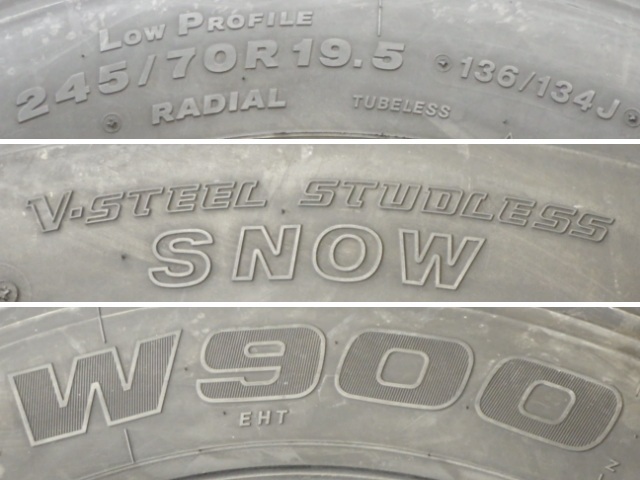 LOW PROFILE
245/70R19.5 136/134J
RADIAL TUBELESS
V-STEEL STUDLESS
SNOW
W900
EHT